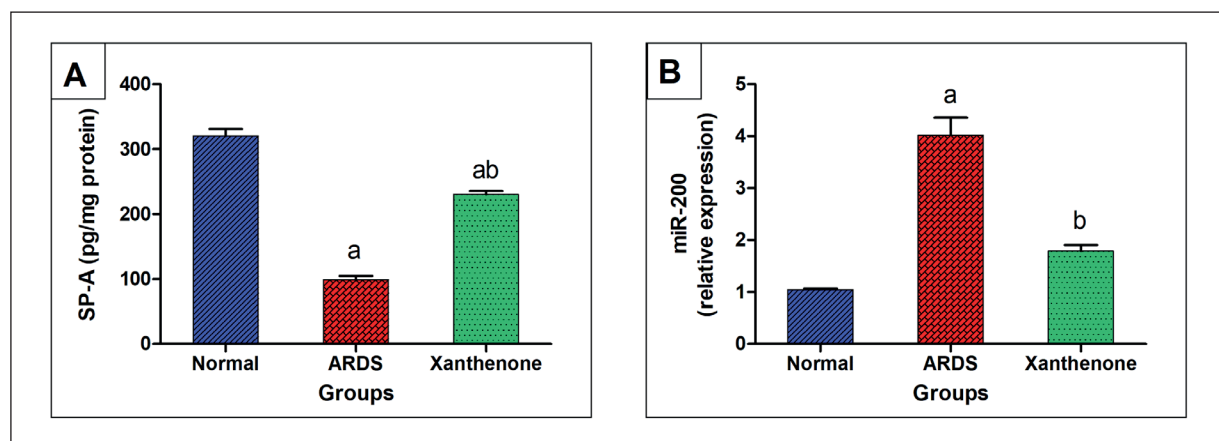 A
SP-A (pg/mg protein)
400
300
200
100
0
a
ab
Normal ARDS Xanthenone
Groups
B
miR-200
(relative expression)
5
4
3
2
1
0
a
b
Normal ARDS Xanthenone
Groups